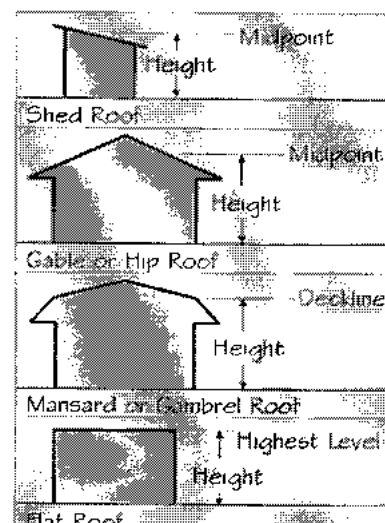 Midpoint
Height
Shed Roof
Midpoint
Height
Gable or Hip Roof
Deckline
Height
Mansard or Gambrel Roof
Highest Level
Height
Flat Roof